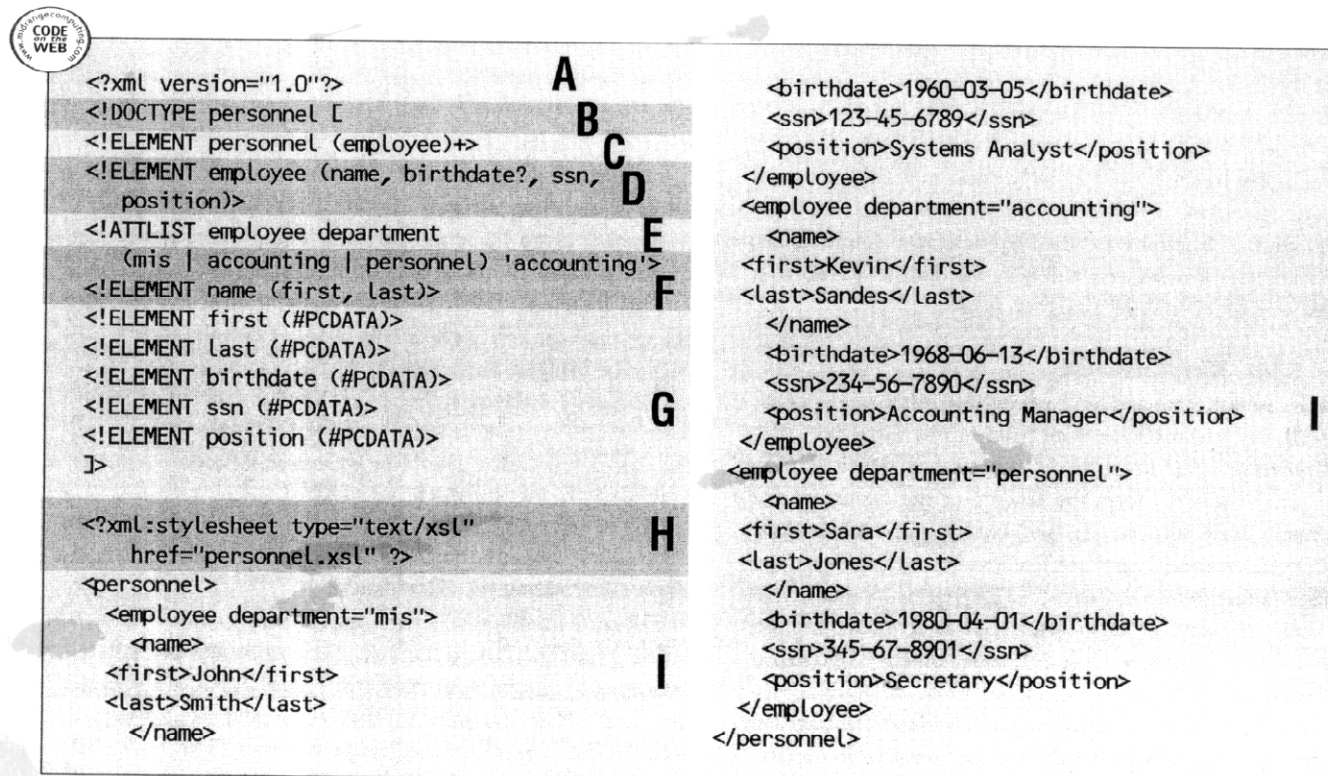 www.midrangecomputing.com
CODE
on the
WEB
<?xml version="1.0"?> A
<!DOCTYPE personnel [ B
<!ELEMENT personnel (employee)+> C
<!ELEMENT employee (name, birthdate?, ssn, D
position)>
<!ATTLIST employee department E
(mis | accounting | personnel) 'accounting'>
<!ELEMENT name (first, last)> F
<!ELEMENT first (#PCDATA)>
<!ELEMENT last (#PCDATA)>
<!ELEMENT birthdate (#PCDATA)>
<!ELEMENT ssn (#PCDATA)> G
<!ELEMENT position (#PCDATA)>
]>
<?xml:stylesheet type="text/xsl" H
href="personnel.xsl" ?>
<personnel>
<employee department="mis">
<name>
<first>John</first> I
<last>Smith</last>
</name>
<birthdate>1960-03-05</birthdate>
<ssn>123-45-6789</ssn>
<position>Systems Analyst</position>
</employee>
<employee department="accounting">
<name>
<first>Kevin</first>
<last>Sandes</last>
</name>
<birthdate>1968-06-13</birthdate>
<ssn>234-56-7890</ssn>
<position>Accounting Manager</position> I
</employee>
<employee department="personnel">
<name>
<first>Sara</first>
<last>Jones</last>
</name>
<birthdate>1980-04-01</birthdate>
<ssn>345-67-8901</ssn>
<position>Secretary</position>
</employee>
</personnel>